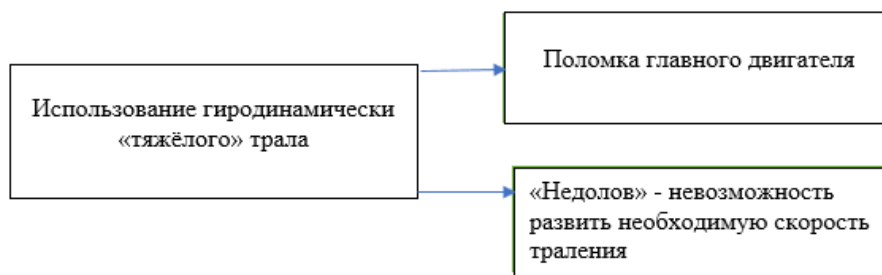 Использование гиродинамически
«тяжёлого» трала
Поломка главного двигателя
«Недолов» - невозможность
развить необходимую скорость
траления